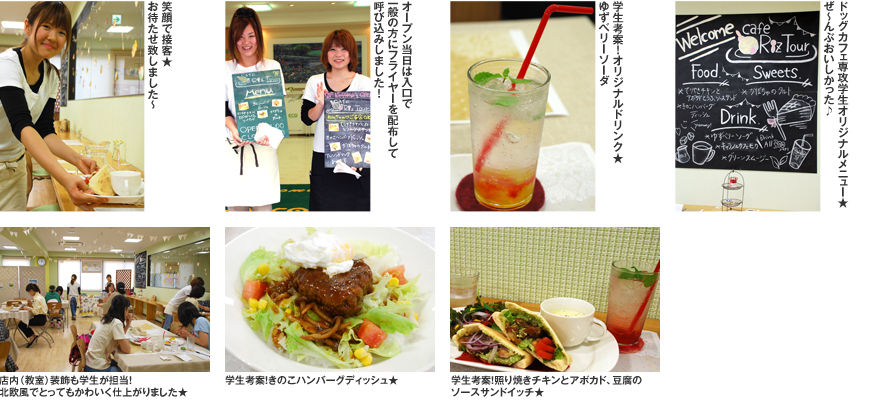 笑顔で接客★
お待たせ致しました～
オープン当日は入口で
一般の方にフライヤーを配布して
呼び込みしました！
Menu
OPEN
学生考案！オリジナルドリンク★
ゆずベリーソーダ
Welcome
cafe
Riz Tour
Food
Sweets
Drink
ドッグカフェ専攻学生オリジナルメニュー★
ぜ～んぶおいしかった♪
店内（教室）装飾も学生が担当！
北欧風でとってもかわいく仕上がりました★
学生考案！きのこハンバーグディッシュ★
学生考案！照り焼きチキンとアボカド、豆腐の
ソースサンドイッチ★